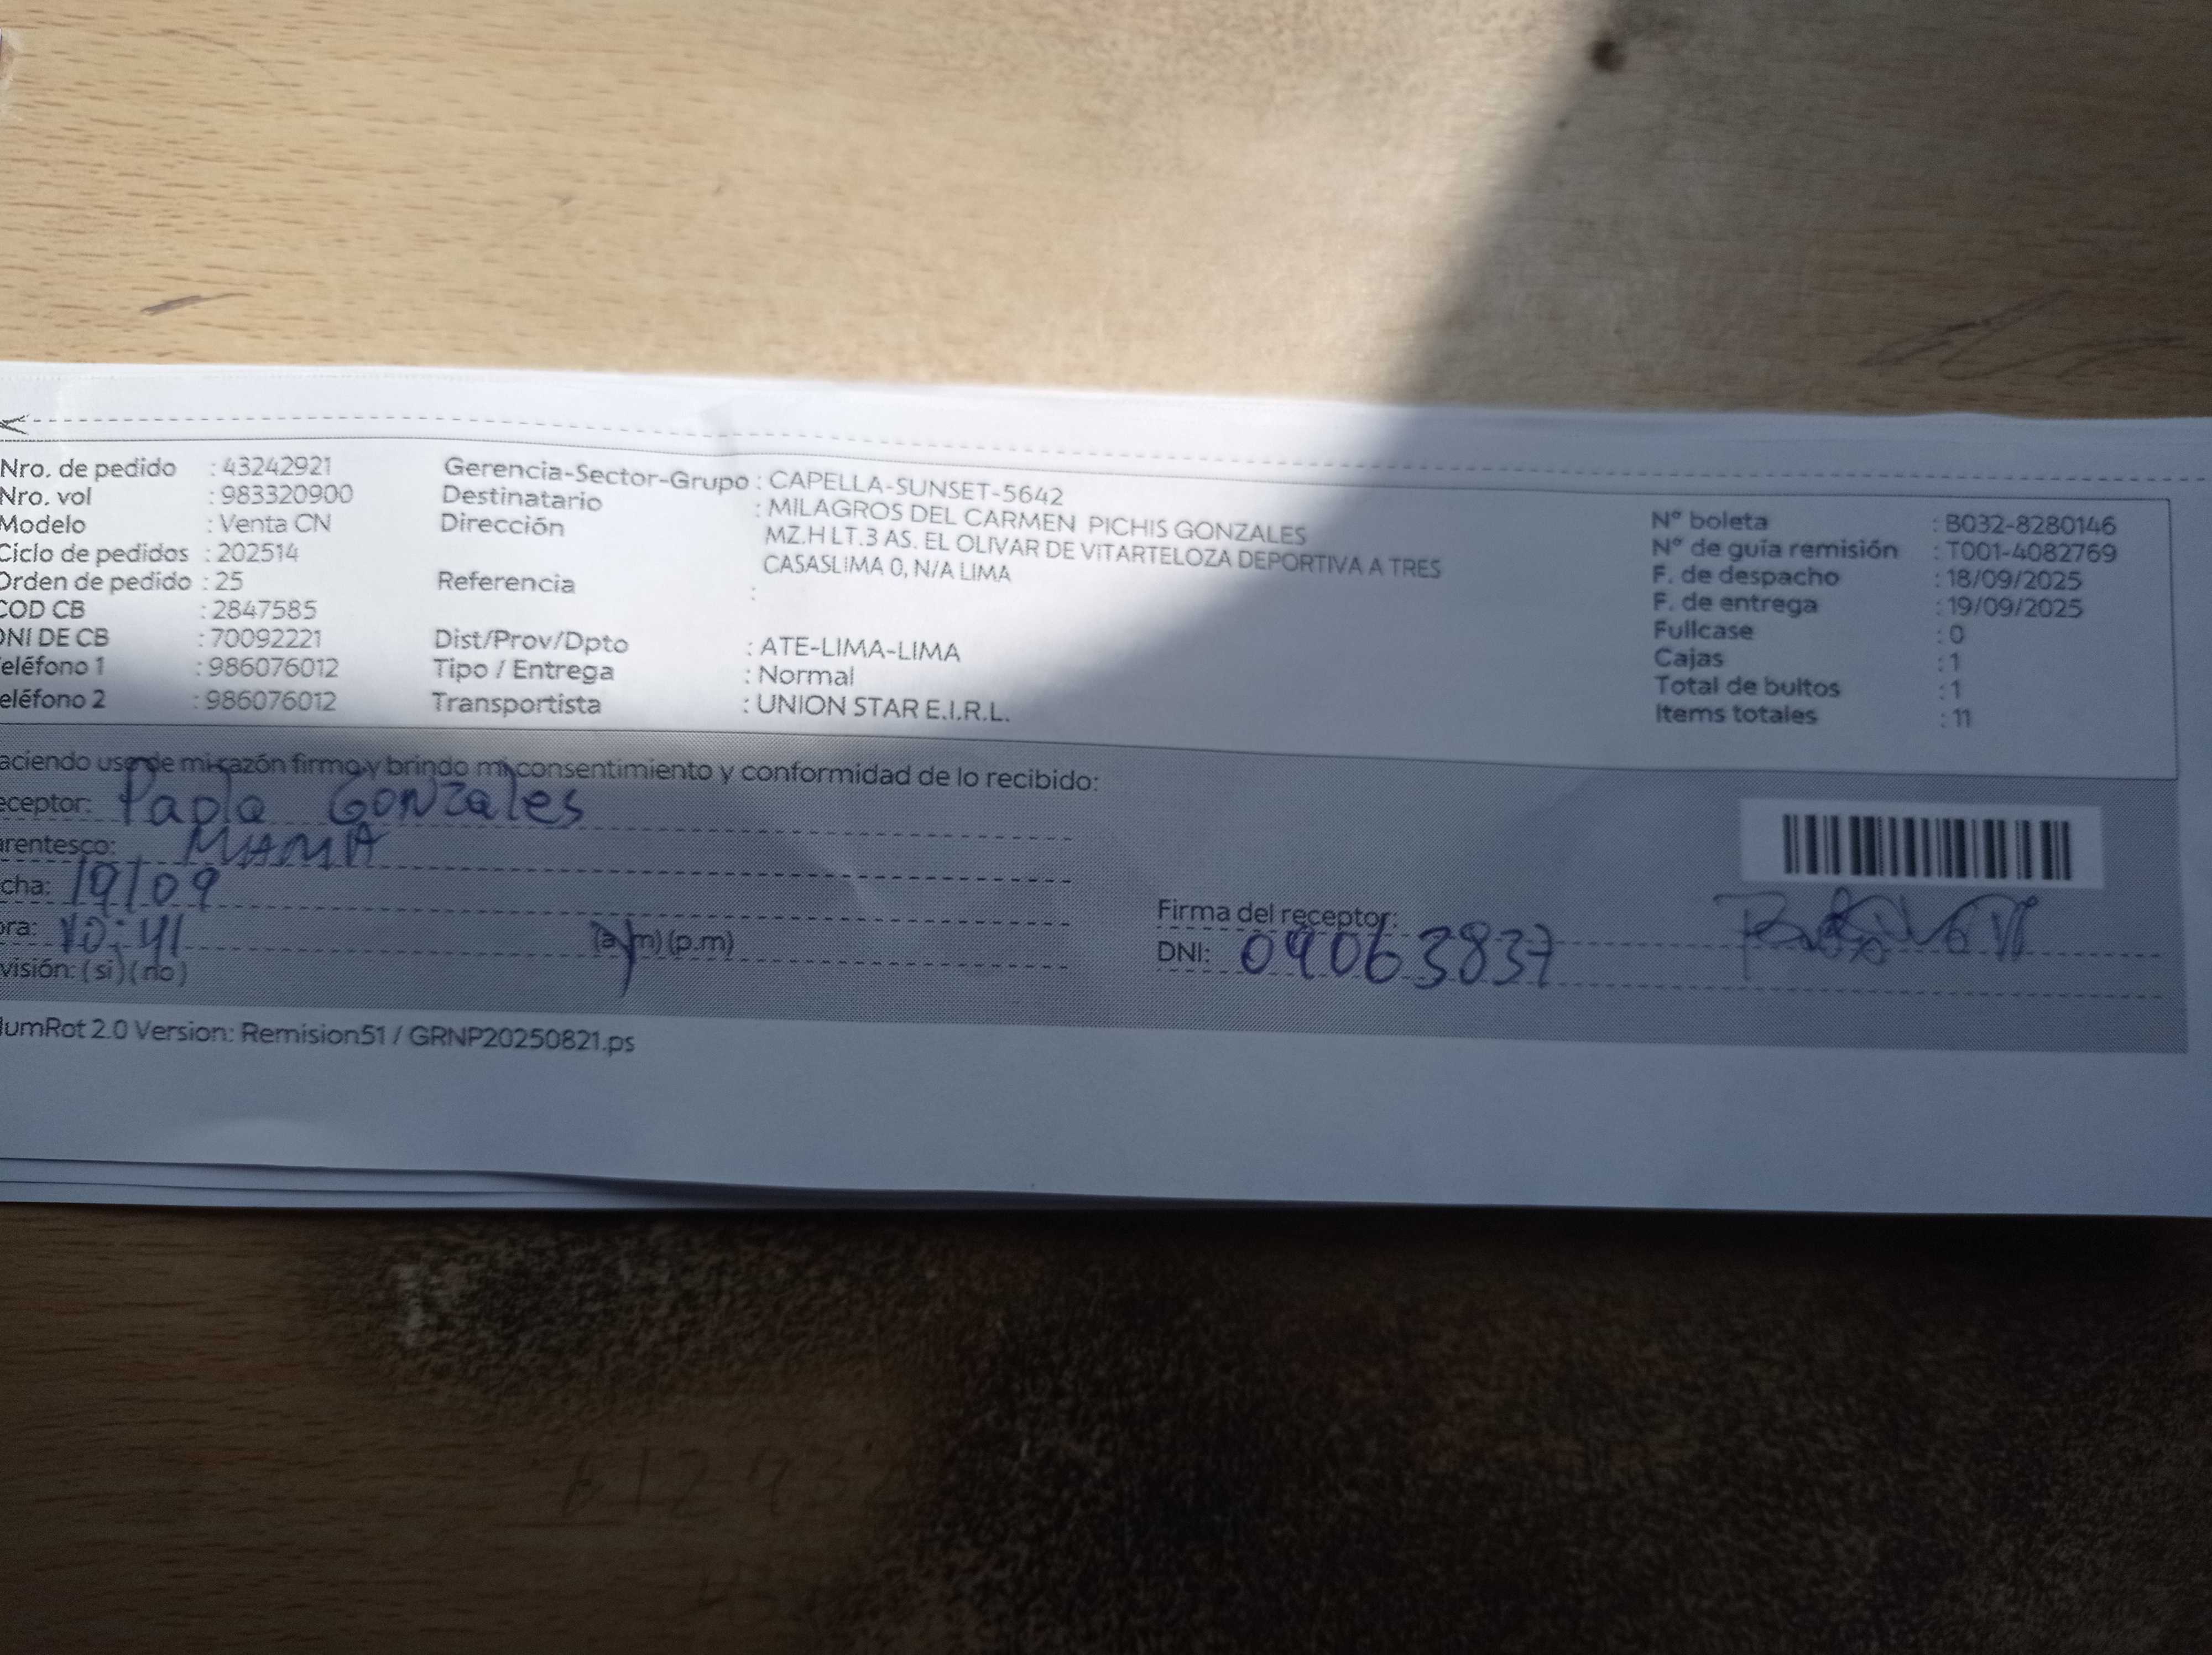 Nro. de pedido : 43242921
Nro. vol : 983320900
Modelo : Venta CN
Ciclo de pedidos : 202514
Orden de pedido : 25
COD CB : 2847585
DNI DE CB : 70092221
eléfono 1 : 986076012
eléfono 2 : 986076012
Gerencia-Sector-Grupo : CAPELLA-SUNSET-5642
Destinatario : MILAGROS DEL CARMEN PICHIS GONZALES
Dirección MZ.H LT.3 AS. EL OLIVAR DE VITARTELOZA DEPORTIVA A TRES
CASASLIMA 0, N/A LIMA
Referencia :
Dist/Prov/Dpto : ATE-LIMA-LIMA
Tipo / Entrega : Normal
Transportista : UNION STAR E.I.R.L.
N° boleta : B032-8280146
N° de guía remisión : T001-4082769
F. de despacho : 18/09/2025
F. de entrega : 19/09/2025
Fullcase : 0
Cajas : 1
Total de bultos : 1
Items totales : 11
aciendo uso de mi razón firmo y brindo mi consentimiento y conformidad de lo recibido:
eceptor: Paola Gonzales
arentesco: MAMA
cha: 19/09
ora: 10:41 (a.m) (p.m)
visión: (si) (no)
Firma del receptor:
DNI: 09063837
umRot 2.0 Version: Remision51 / GRNP20250821.ps